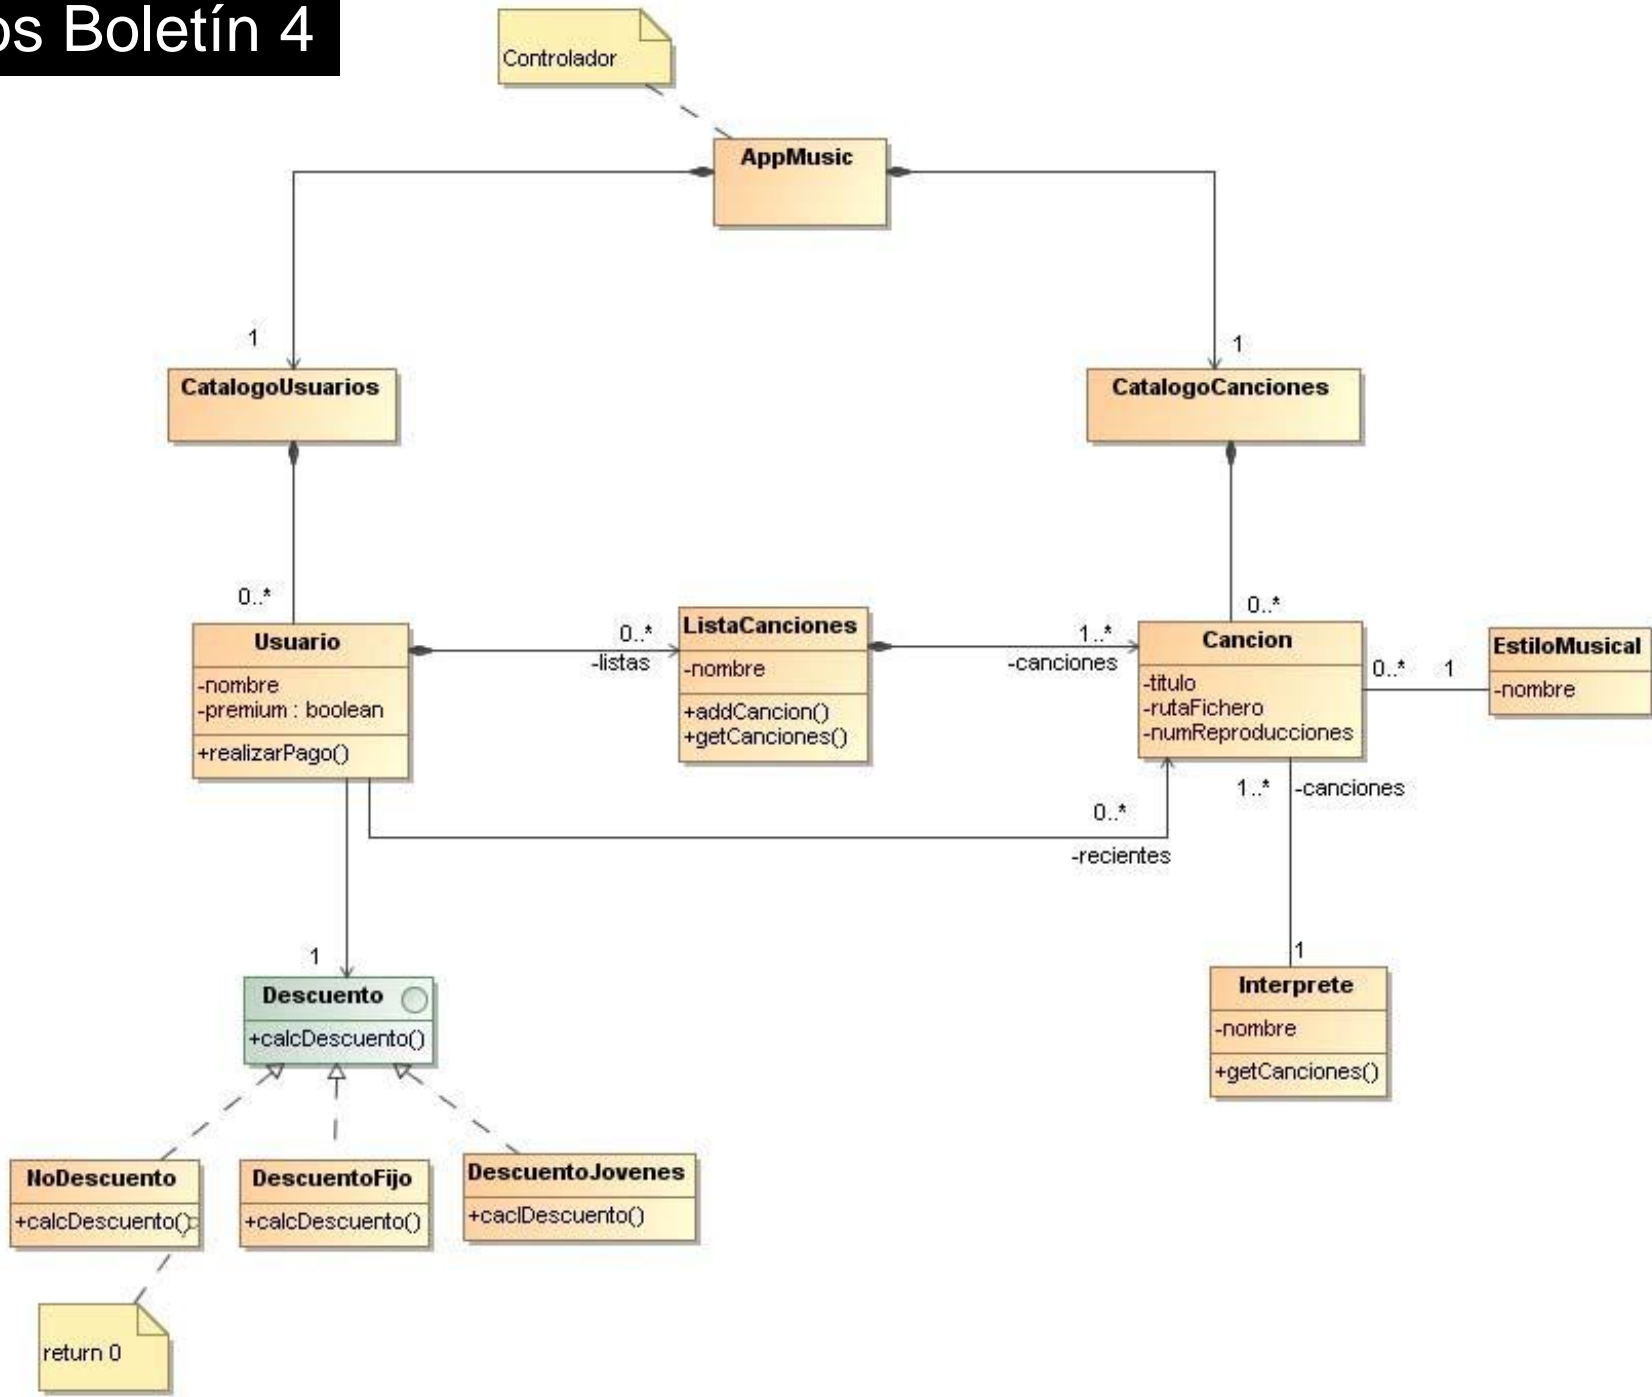 os Boletín 4
Controlador
AppMusic
1
1
CatalogoUsuarios
CatalogoCanciones
0..*
0..*
Usuario
-nombre
-premium : boolean
+realizarPago()
0..*
-listas
ListaCanciones
-nombre
+addCancion()
+getCanciones()
1..*
-canciones
Cancion
-titulo
-rutaFichero
-numReproducciones
0..*
1
EstiloMusical
-nombre
1..*
-canciones
0..*
-recientes
1
1
Descuento
+calcDescuento()
Interprete
-nombre
+getCanciones()
NoDescuento
+calcDescuento()
DescuentoFijo
+calcDescuento()
DescuentoJovenes
+caclDescuento()
return 0